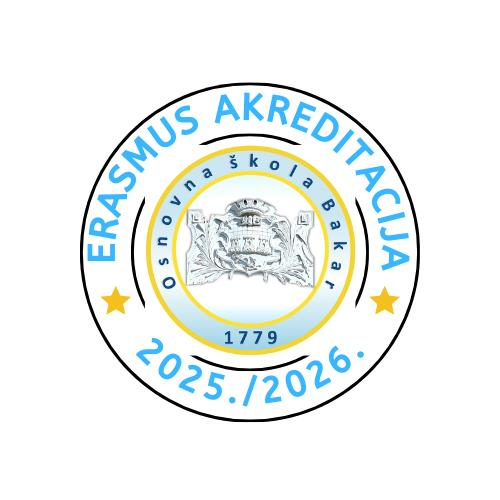 ERASMUS AKREDITACIJA
Osnovna škola Bakar
1779
2025./2026.